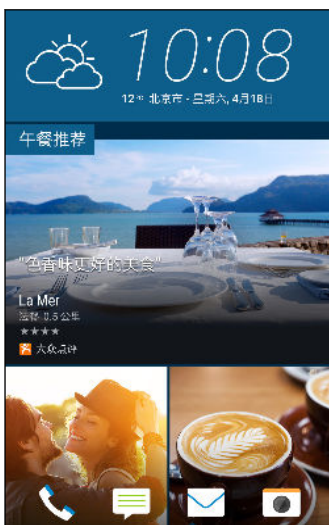 10:08
12° 北京市 - 星期六, 4月18日
午餐推荐
"色香味更好的美食"
La Mer
法餐 0.5 公里
★★★★
大众点评